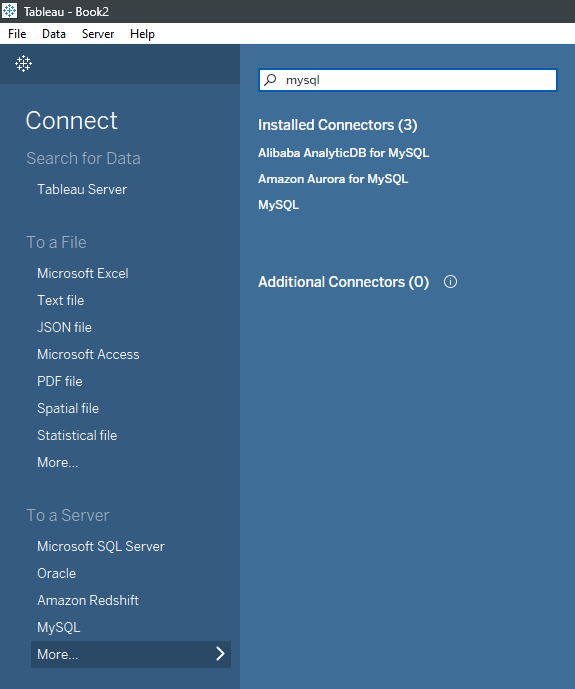 Tableau - Book2
File Data Server Help
Connect
Search for Data
Tableau Server
To a File
Microsoft Excel
Text file
JSON file
Microsoft Access
PDF file
Spatial file
Statistical file
More...
To a Server
Microsoft SQL Server
Oracle
Amazon Redshift
MySQL
More...
mysql
Installed Connectors (3)
Alibaba AnalyticDB for MySQL
Amazon Aurora for MySQL
MySQL
Additional Connectors (0)